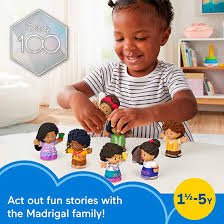 Disney
100
Act out fun stories with
the Madrigal family!
1½-5Y